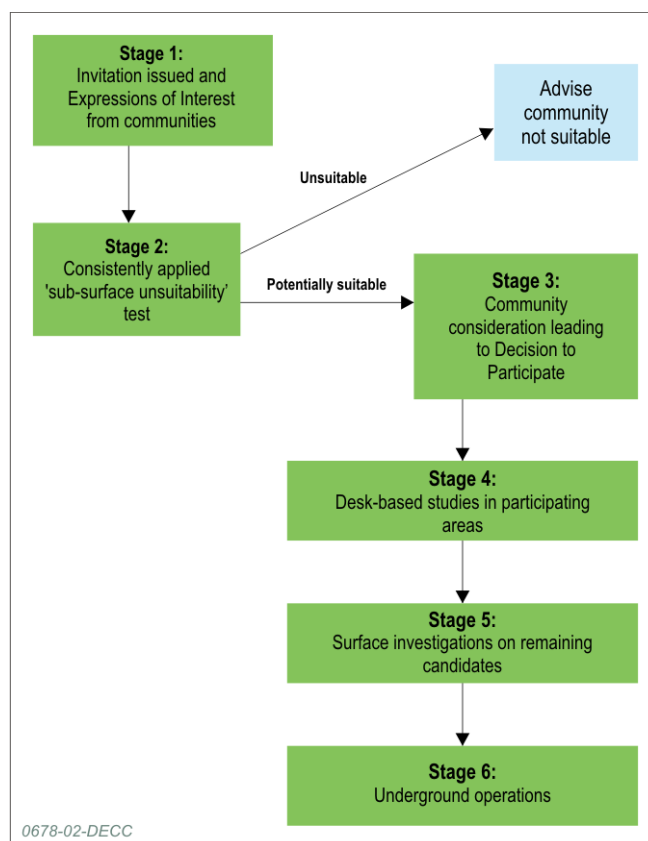 Stage 1:
Invitation issued and
Expressions of Interest
from communities
Advise
community
not suitable
Unsuitable
Stage 2:
Consistently applied
'sub-surface unsuitability’
test
Potentially suitable
Stage 3:
Community
consideration leading
to Decision to
Participate
Stage 4:
Desk-based studies in participating
areas
Stage 5:
Surface investigations on remaining
candidates
Stage 6:
Underground operations
0678-02-DECC